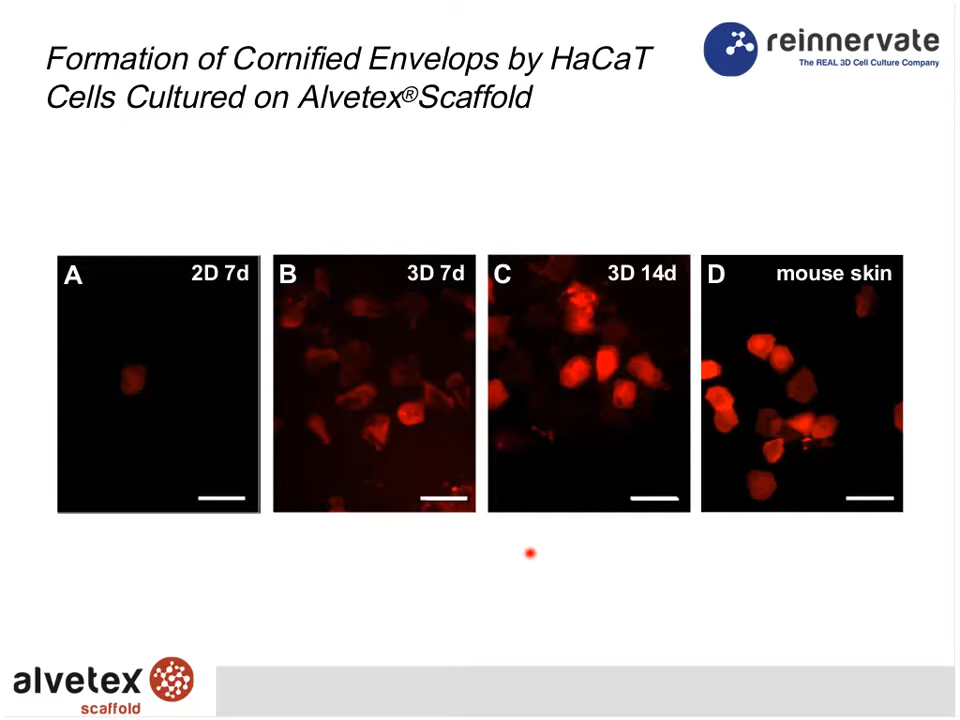 Formation of Cornified Envelops by HaCaT
Cells Cultured on Alvetex®Scaffold
reinnervate
The REAL 3D Cell Culture Company
A 2D 7d
B 3D 7d
C 3D 14d
D mouse skin
alvetex
scaffold